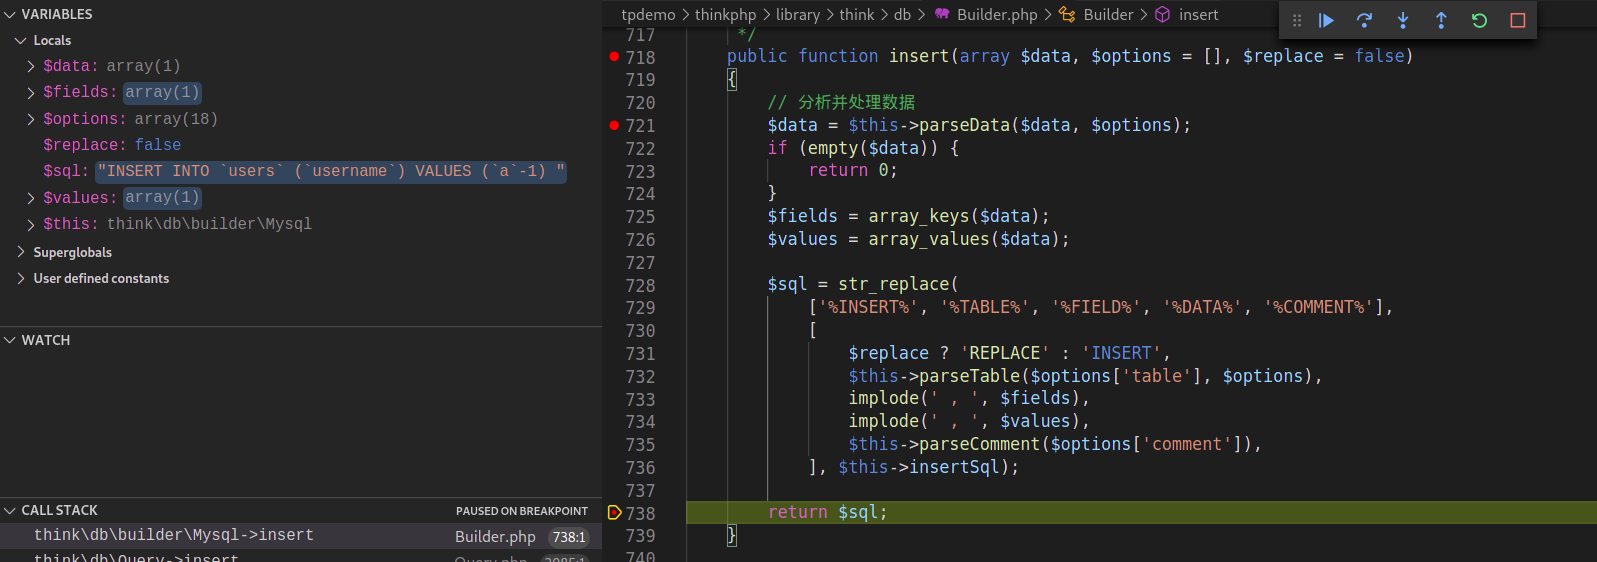 VARIABLES
Locals
$data: array(1)
$fields: array(1)
$options: array(18)
$replace: false
$sql: "INSERT INTO `users` (`username`) VALUES (`a`-1) "
$values: array(1)
$this: think\db\builder\Mysql
Superglobals
User defined constants
WATCH
CALL STACK PAUSED ON BREAKPOINT
think\db\builder\Mysql->insert Builder.php 738:1
think\db\Query->insert Query.php 2085:1
tpdemo > thinkphp > library > think > db > Builder.php > Builder > insert
717 */
718 public function insert(array $data, $options = [], $replace = false)
719 {
720 // 分析并处理数据
721 $data = $this->parseData($data, $options);
722 if (empty($data)) {
723 return 0;
724 }
725 $fields = array_keys($data);
726 $values = array_values($data);
727
728 $sql = str_replace(
729 ['%INSERT%', '%TABLE%', '%FIELD%', '%DATA%', '%COMMENT%'],
730 [
731 $replace ? 'REPLACE' : 'INSERT',
732 $this->parseTable($options['table'], $options),
733 implode(' , ', $fields),
734 implode(' , ', $values),
735 $this->parseComment($options['comment']),
736 ], $this->insertSql);
737
738 return $sql;
739 }
740